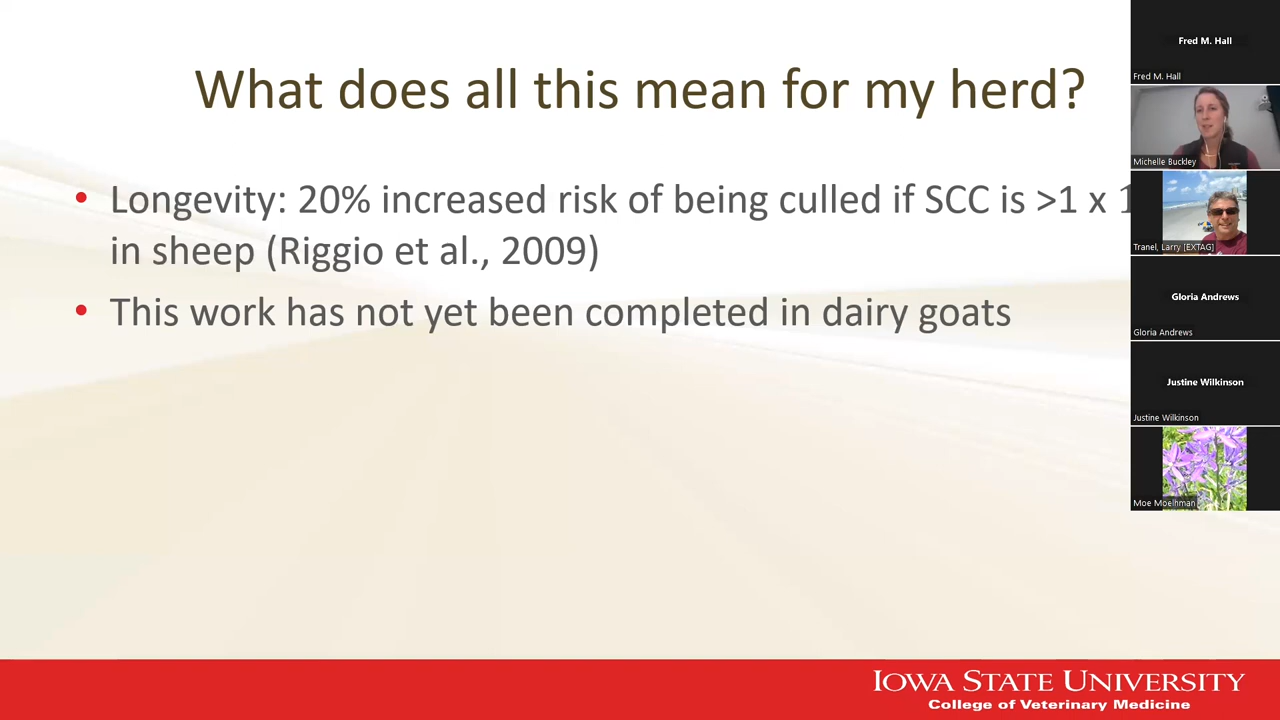 What does all this mean for my herd?
• Longevity: 20% increased risk of being culled if SCC is >1 x 1
in sheep (Riggio et al., 2009)
• This work has not yet been completed in dairy goats
Fred M. Hall
Fred M. Hall
Michelle Buckley
Tranel, Larry [EXTAG]
Gloria Andrews
Gloria Andrews
Justine Wilkinson
Justine Wilkinson
Moe Moelhman
IOWA STATE UNIVERSITY
College of Veterinary Medicine